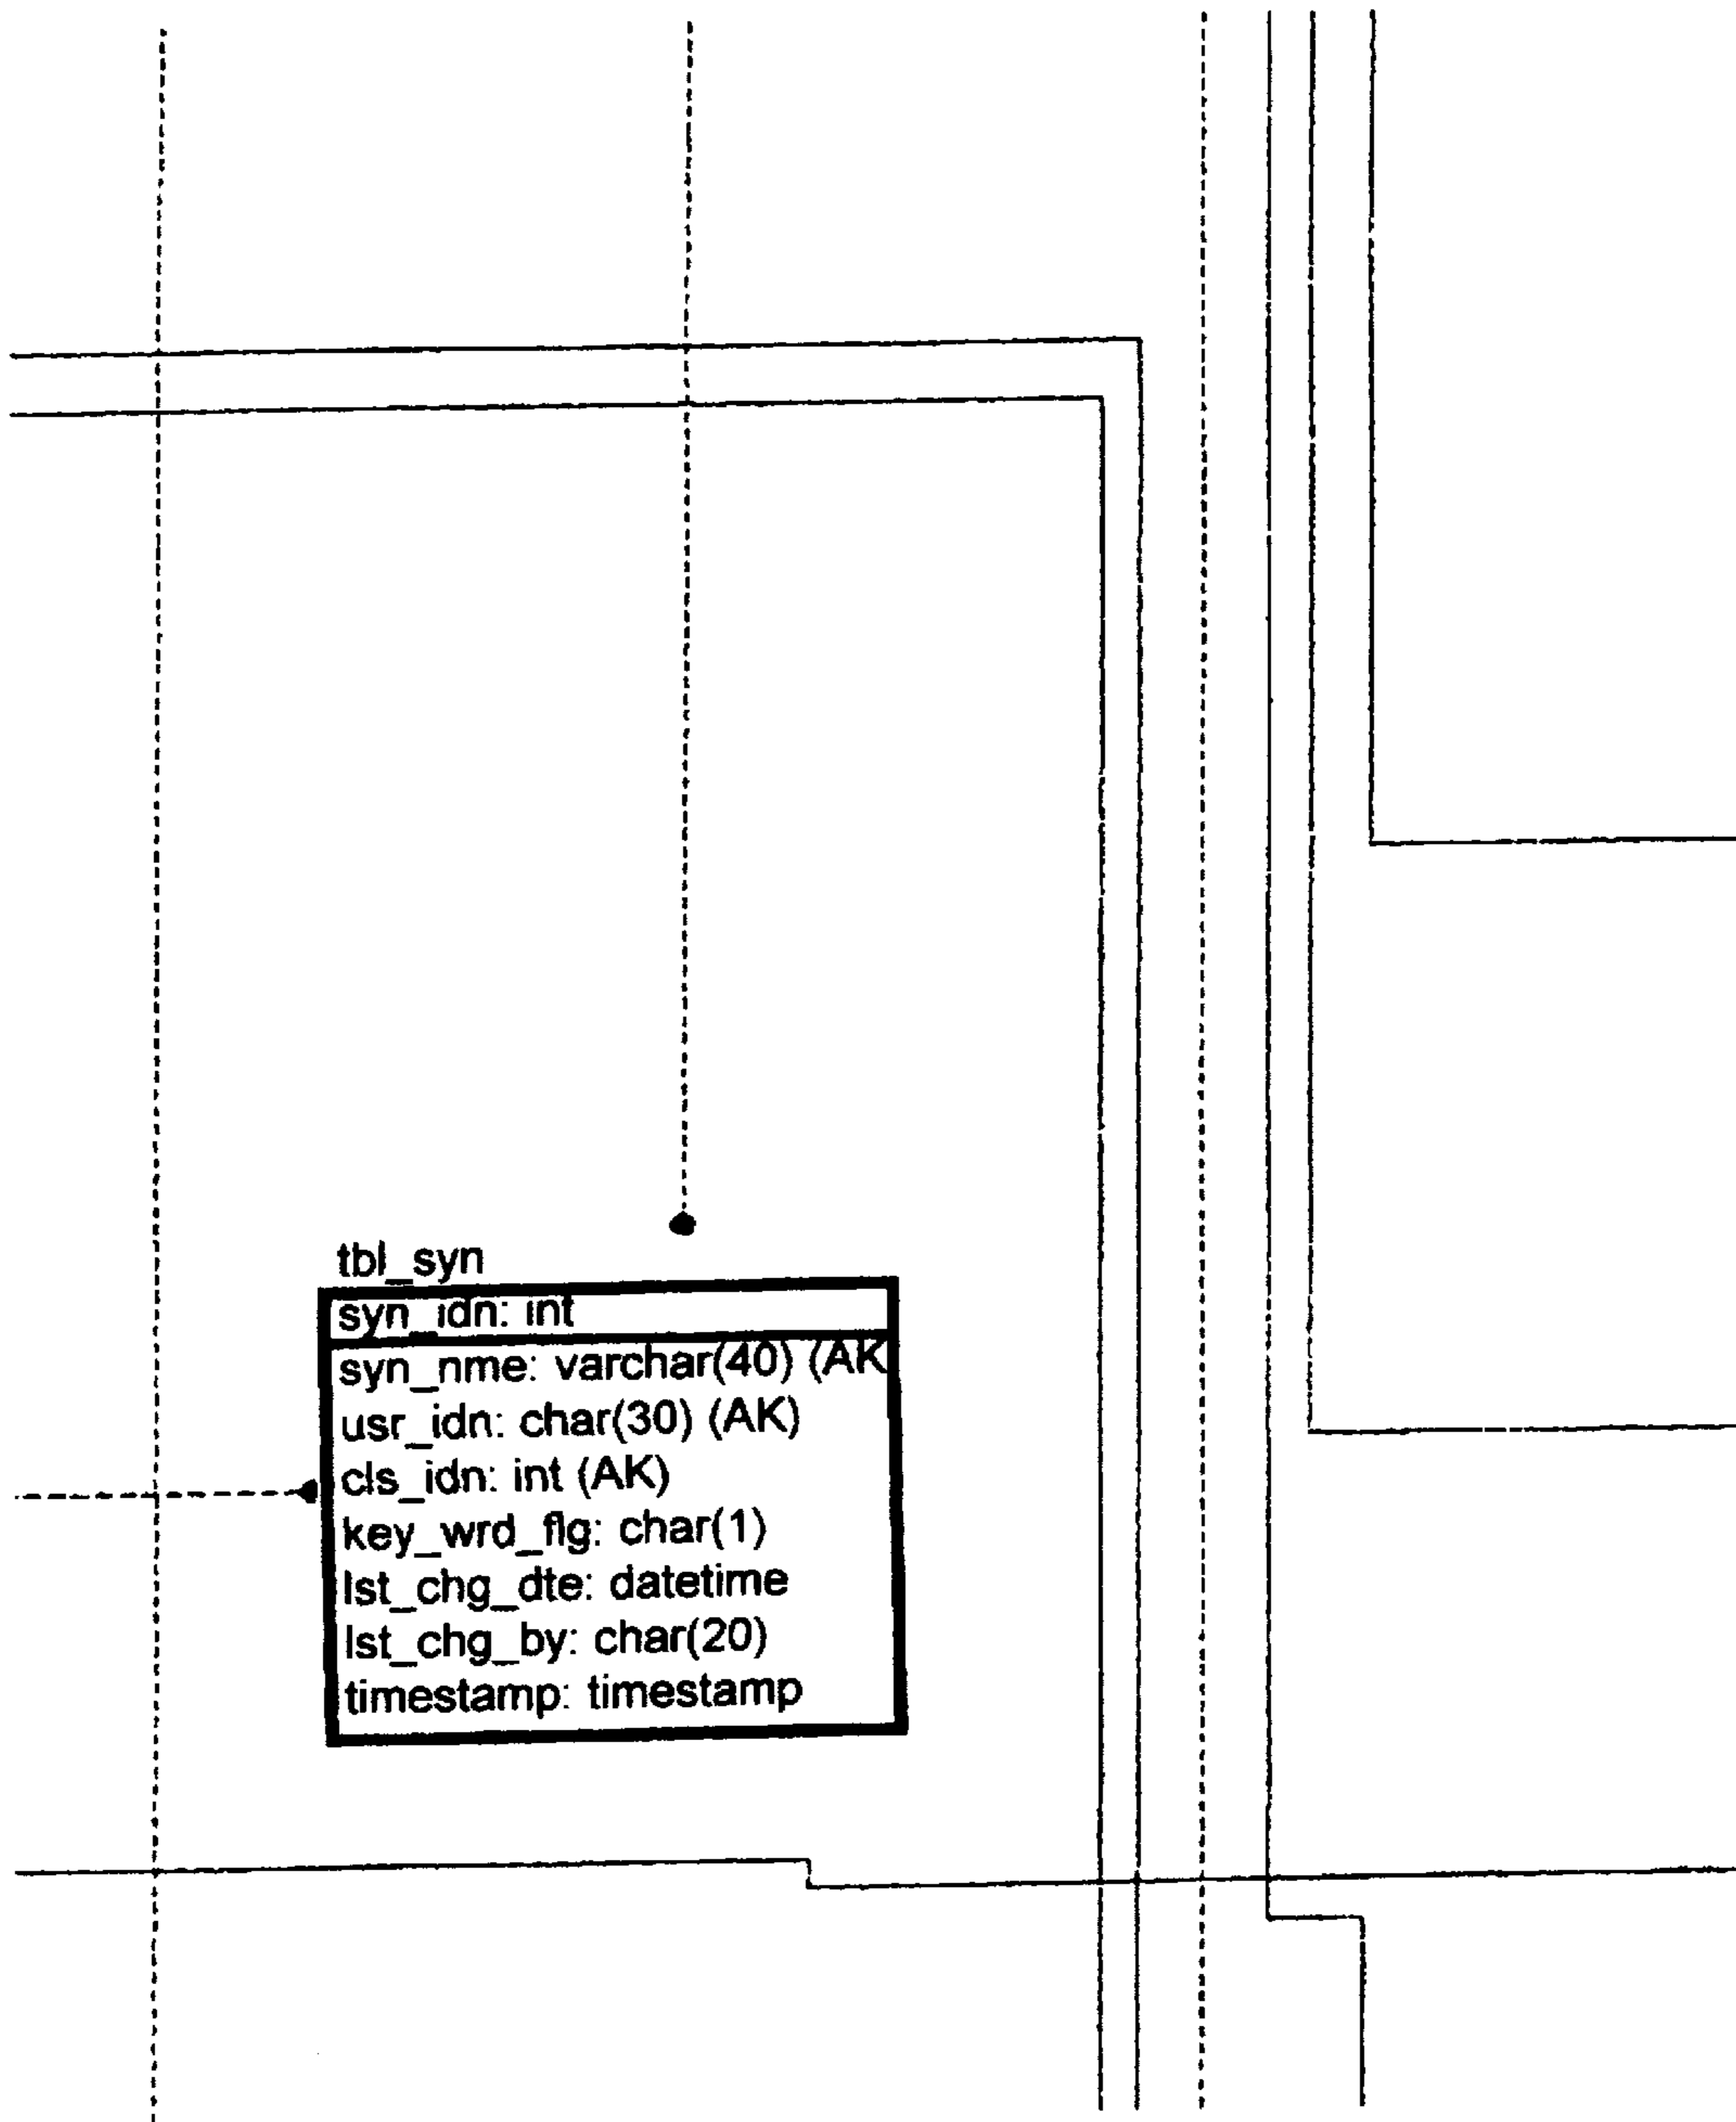 tbl_syn
syn_idn: int
syn_nme: varchar(40) (AK
usr_idn: char(30) (AK)
cls_idn: int (AK)
key_wrd_flg: char(1)
lst_chg_dte: datetime
lst_chg_by: char(20)
timestamp: timestamp